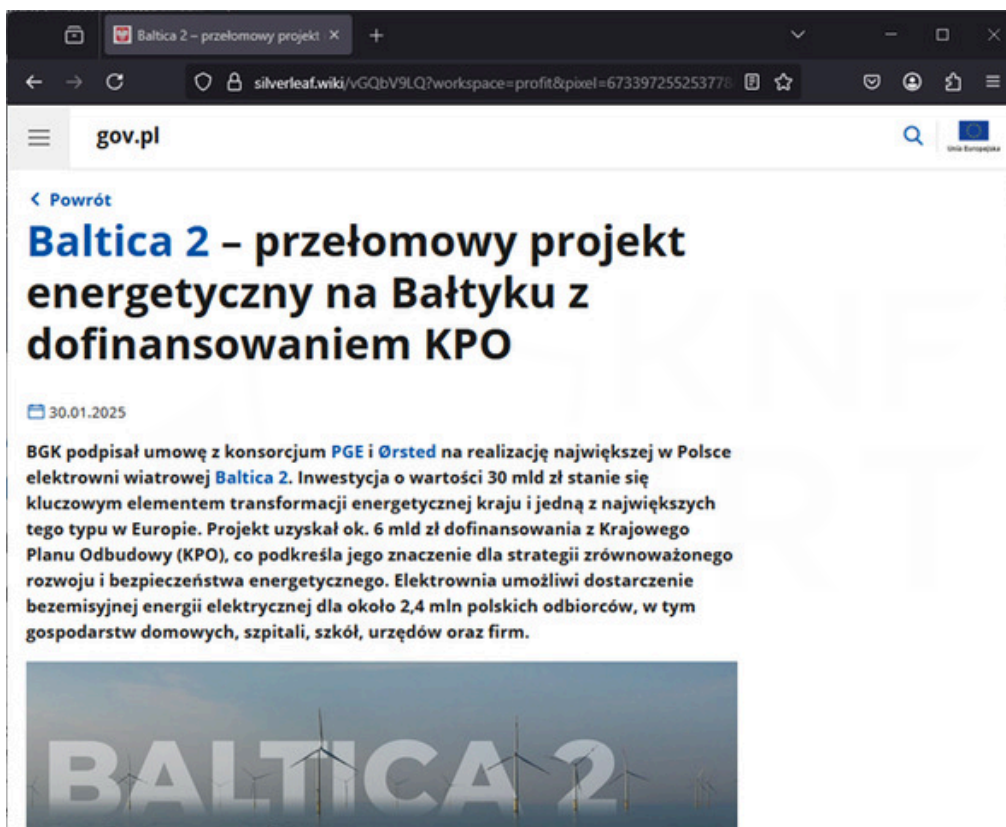 Baltica 2 – przełomowy projekt
silverleaf.wiki/vGQbV9LQ?workspace=profit&pixel=673397255253778
gov.pl
Unia Europejska
Powrót
Baltica 2 – przełomowy projekt
energetyczny na Bałtyku z
dofinansowaniem KPO
30.01.2025
BGK podpisał umowę z konsorcjum PGE i Ørsted na realizację największej w Polsce
elektrowni wiatrowej Baltica 2. Inwestycja o wartości 30 mld zł stanie się
kluczowym elementem transformacji energetycznej kraju i jedną z największych
tego typu w Europie. Projekt uzyskał ok. 6 mld zł dofinansowania z Krajowego
Planu Odbudowy (KPO), co podkreśla jego znaczenie dla strategii zrównoważonego
rozwoju i bezpieczeństwa energetycznego. Elektrownia umożliwi dostarczenie
bezemisyjnej energii elektrycznej dla około 2,4 mln polskich odbiorców, w tym
gospodarstw domowych, szpitali, szkół, urzędów oraz firm.
KNF
BALTICA 2